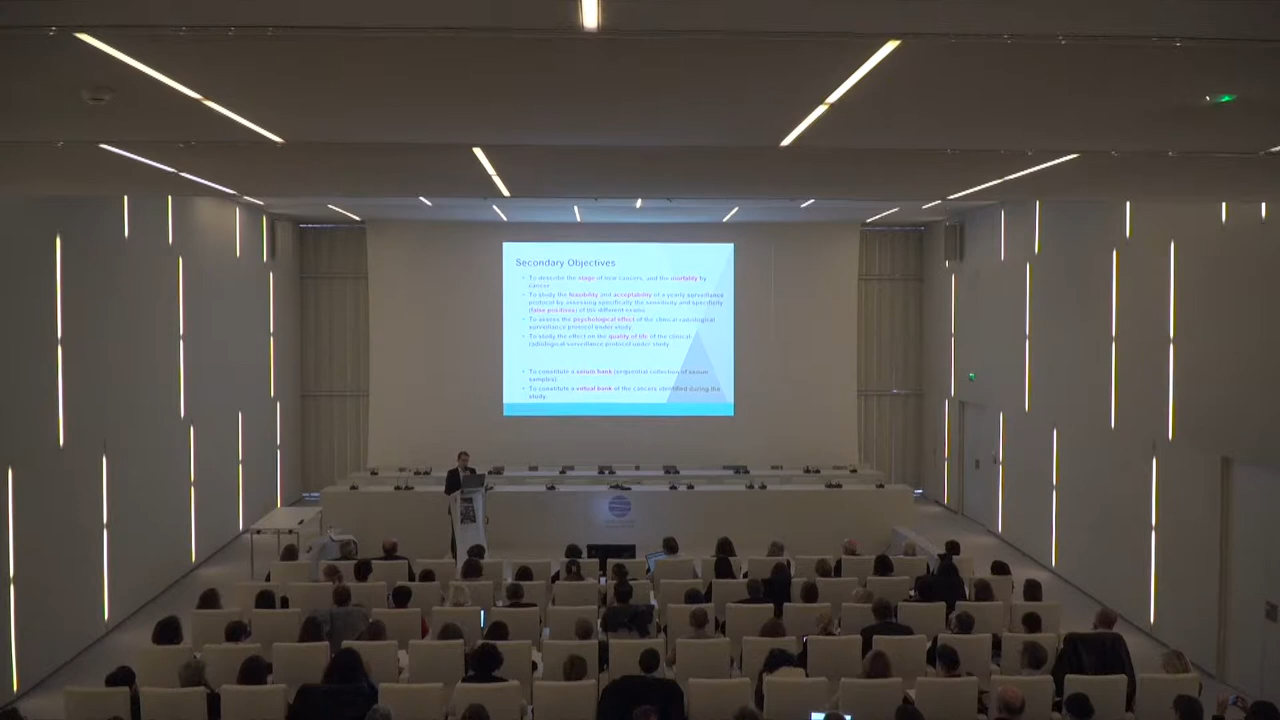 Secondary Objectives
• To describe the stage of new cancers, and the mortality by
cancer
• To study the feasibility and acceptability of a yearly surveillance
protocol by assessing specifically the sensitivity and specificity
(false positives) of the different exams
• To assess the psychological effect of the clinical radiological
surveillance protocol under study.
• To study the effect on the quality of life of the clinical
radiological surveillance protocol under study
• To constitute a serum bank (sequential collection of serum
samples).
• To constitute a virtual bank of the cancers identified during the
study.